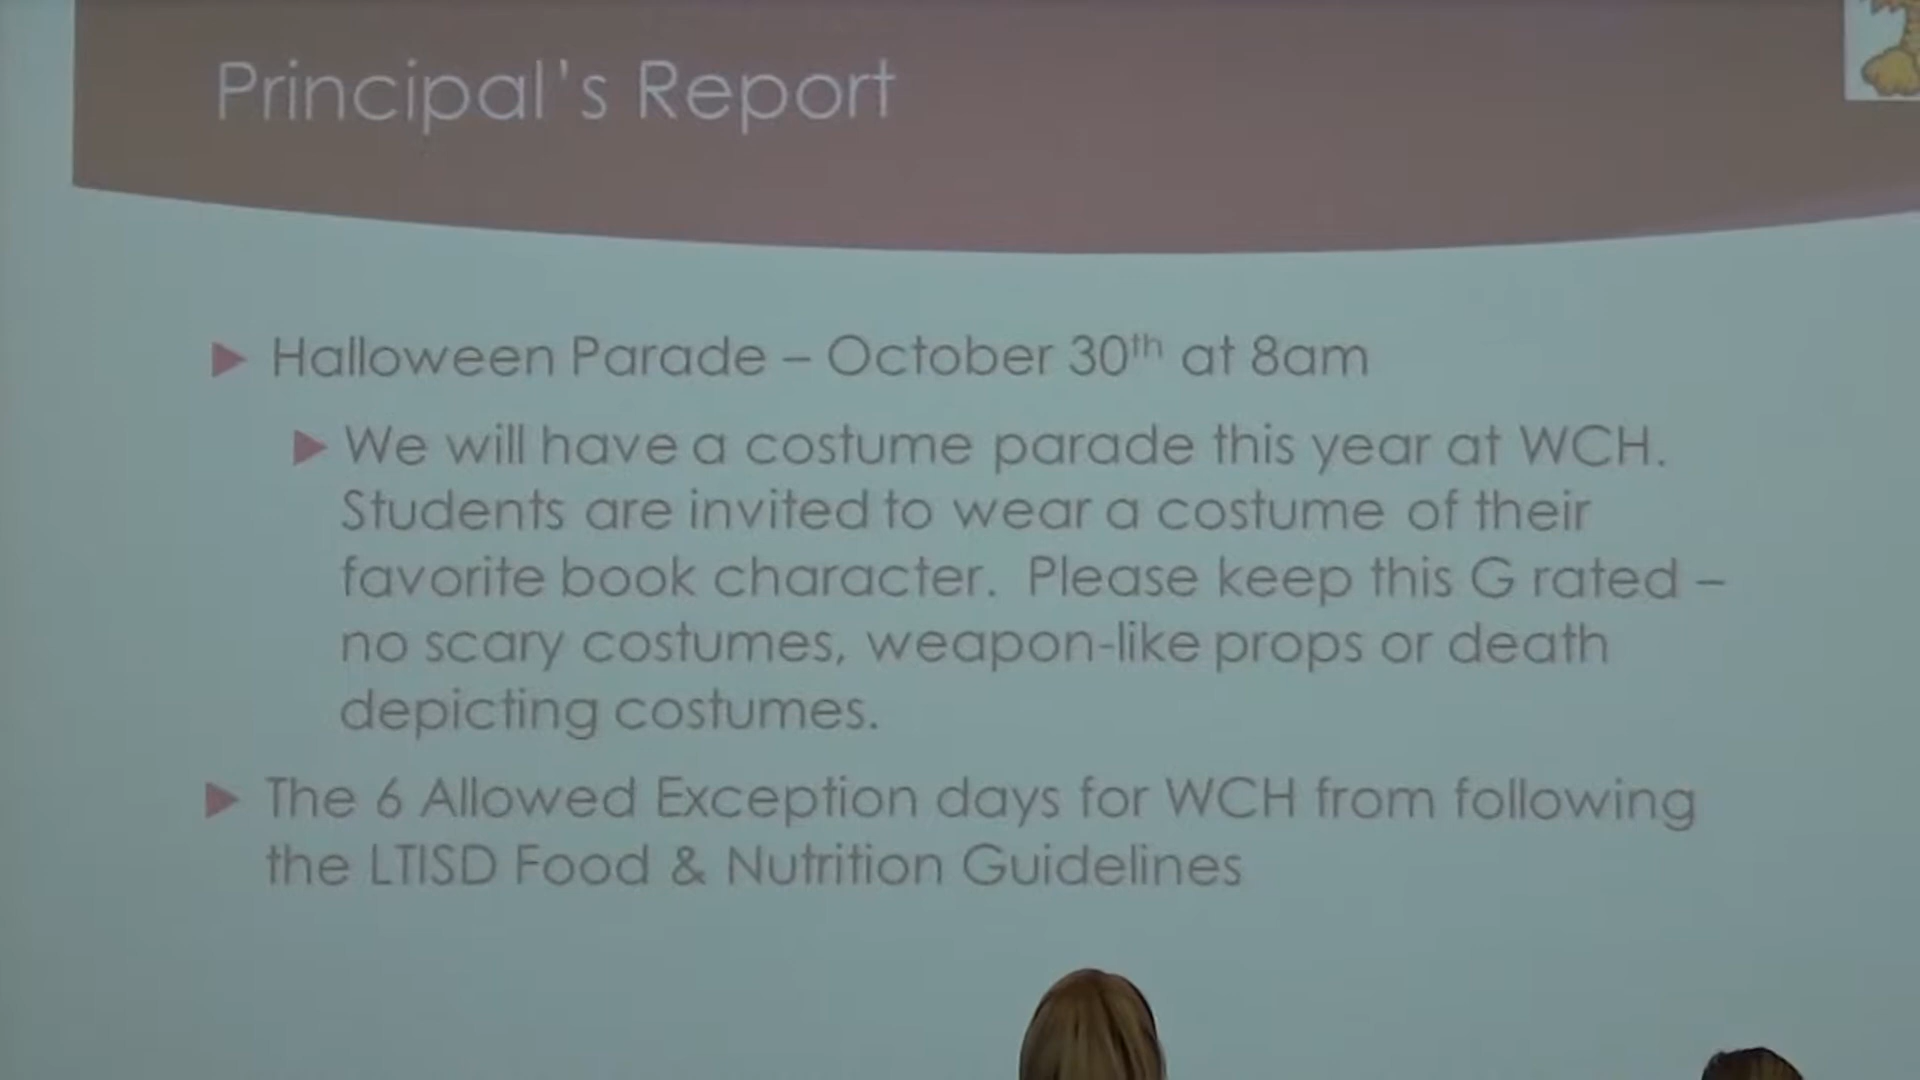 Principal's Report
Halloween Parade – October 30th at 8am
We will have a costume parade this year at WCH.
Students are invited to wear a costume of their
favorite book character. Please keep this G rated –
no scary costumes, weapon-like props or death
depicting costumes.
The 6 Allowed Exception days for WCH from following
the LTISD Food & Nutrition Guidelines